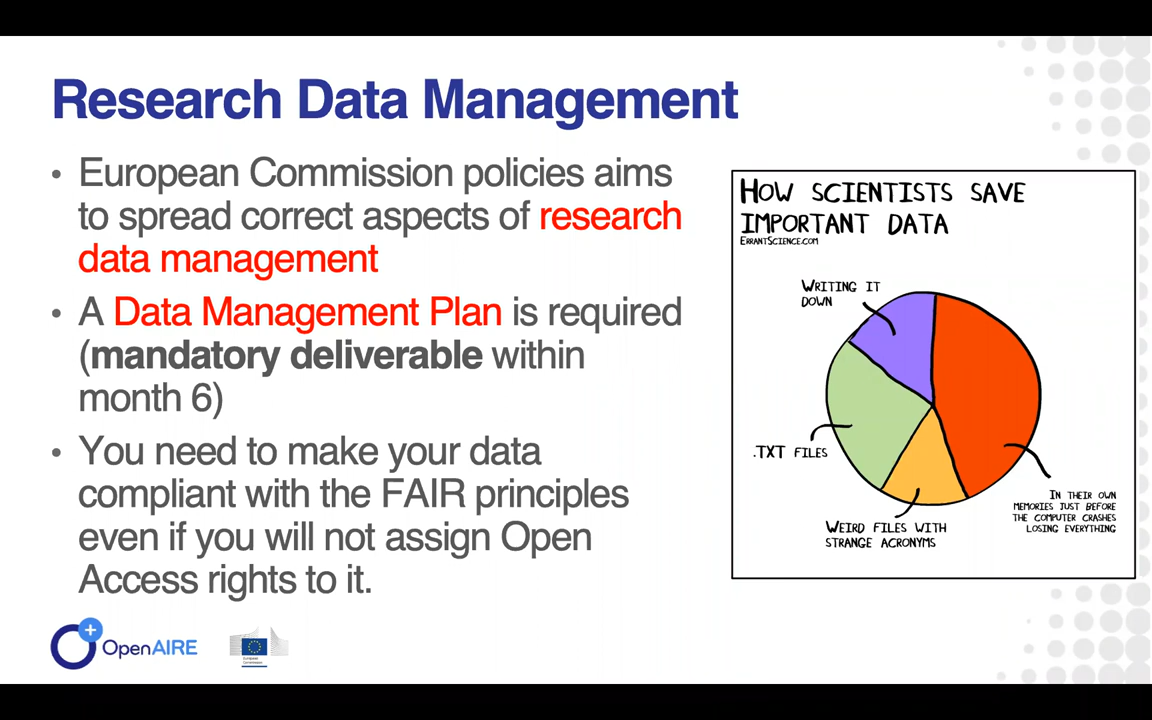 Research Data Management
• European Commission policies aims
to spread correct aspects of research
data management
• A Data Management Plan is required
(mandatory deliverable within
month 6)
• You need to make your data
compliant with the FAIR principles
even if you will not assign Open
Access rights to it.
HOW SCIENTISTS SAVE
IMPORTANT DATA
ERRANTSCIENCE.COM
WRITING IT
DOWN
.TXT FILES
WEIRD FILES WITH
STRANGE ACRONYMS
IN THEIR OWN
MEMORIES JUST BEFORE
THE COMPUTER CRASHES
LOSING EVERYTHING
OpenAIRE
European
Commission